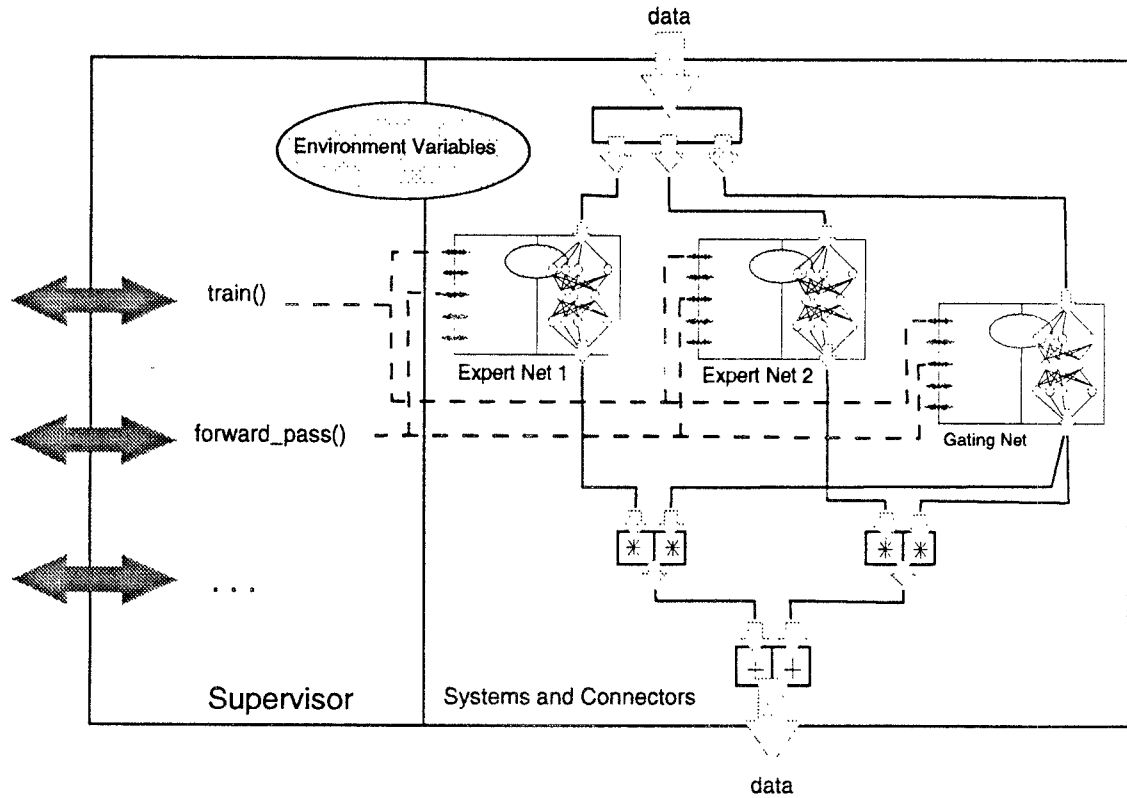 data
Environment Variables
train()
Expert Net 1
Expert Net 2
forward_pass()
Gating Net
* *
* *
. . .
+ +
Supervisor
Systems and Connectors
data